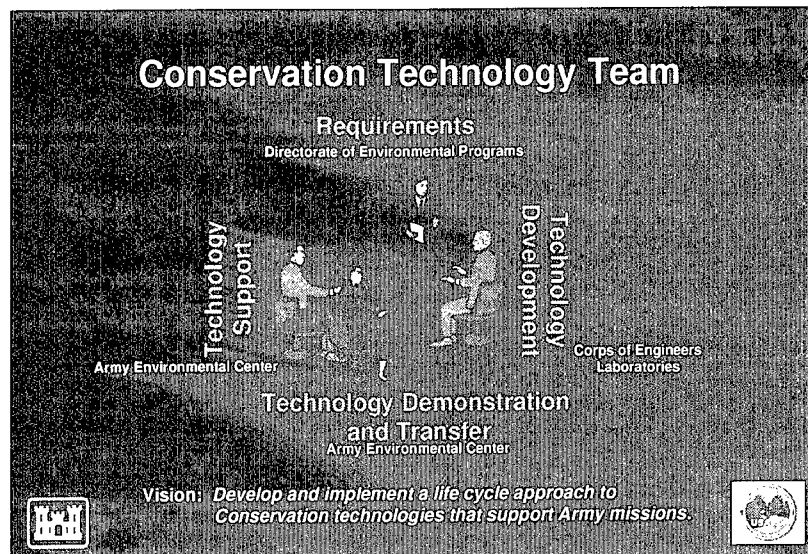 Conservation Technology Team
Requirements
Directorate of Environmental Programs
Technology
Support
Army Environmental Center
Technology
Development
Corps of Engineers
Laboratories
Technology Demonstration
and Transfer
Army Environmental Center
Vision: Develop and implement a life cycle approach to
Conservation technologies that support Army missions.